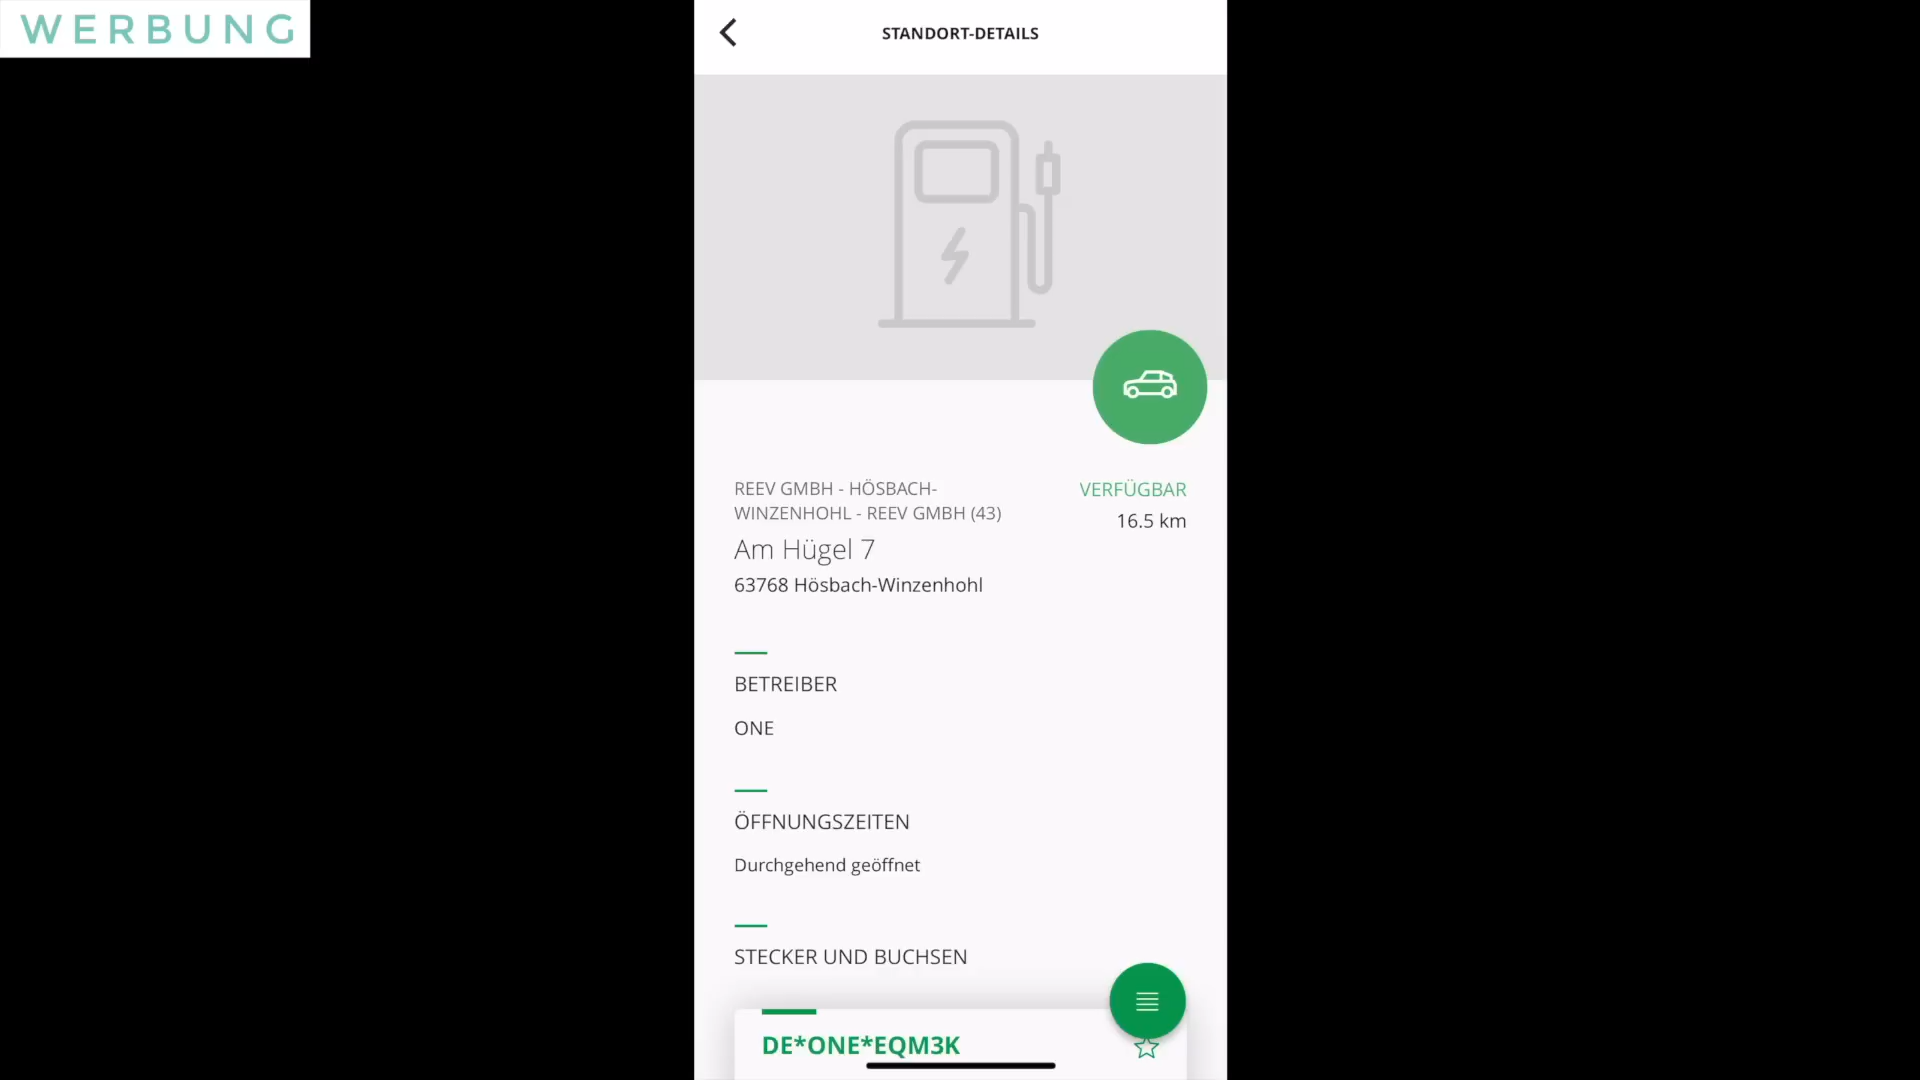 WERBUNG
STANDORT-DETAILS
REEV GMBH - HÖSBACH-
WINZENHOHL - REEV GMBH (43)
VERFÜGBAR
16.5 km
Am Hügel 7
63768 Hösbach-Winzenhohl
BETREIBER
ONE
ÖFFNUNGSZEITEN
Durchgehend geöffnet
STECKER UND BUCHSEN
DE*ONE*EQM3K